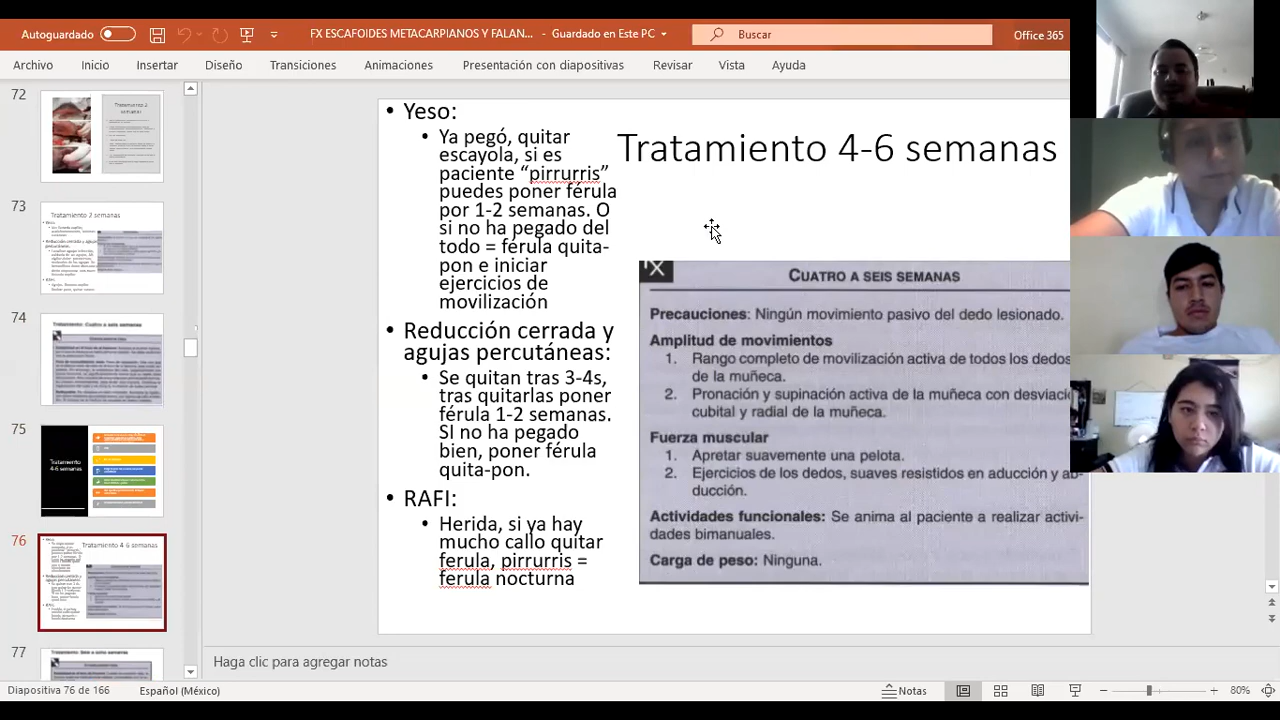 Autoguardado
FX ESCAFOIDES METACARPIANOS Y FALAN... - Guardado en Este PC
Buscar
Office 365
Archivo Inicio Insertar Diseño Transiciones Animaciones Presentación con diapositivas Revisar Vista Ayuda
72
73
Tratamiento 2 semanas
74
Tratamiento: Cuatro a seis semanas
75
Tratamiento
4-6 semanas
76
Tratamiento 4-6 semanas
77
• Yeso:
• Ya pegó, quitar
escayola, si es
paciente “pirrurris”
puedes poner férula
por 1-2 semanas. O
si no ha pegado del
todo = férula quita-
pon e iniciar
ejercicios de
movilización
• Reducción cerrada y
agujas percutáneas:
• Se quitan tras 3-4s,
tras quitarlas poner
férula 1-2 semanas.
SI no ha pegado
bien, poner férula
quita-pon.
• RAFI:
• Herida, si ya hay
mucho callo quitar
ferula.pirrurris =
ferula nocturna
Tratamiento 4-6 semanas
CUATRO A SEIS SEMANAS
Precauciones: Ningún movimiento pasivo del dedo lesionado.
Amplitud de movimientos
1. Rango completo de movilización activa de todos los dedos
de la muñeca.
2. Pronación y supinación activa de la muñeca con desviació
cubital y radial de la muñeca.
Fuerza muscular
1. Apretar suavemente una pelota.
2. Ejercicios de los dedos suaves resistidos en aducción y ab-
ducción.
Actividades funcionales: Se anima al paciente a realizar activi-
dades bimanuales.
Carga de peso: Ninguna.
Haga clic para agregar notas
Diapositiva 76 de 166 Español (México) Notas 80%